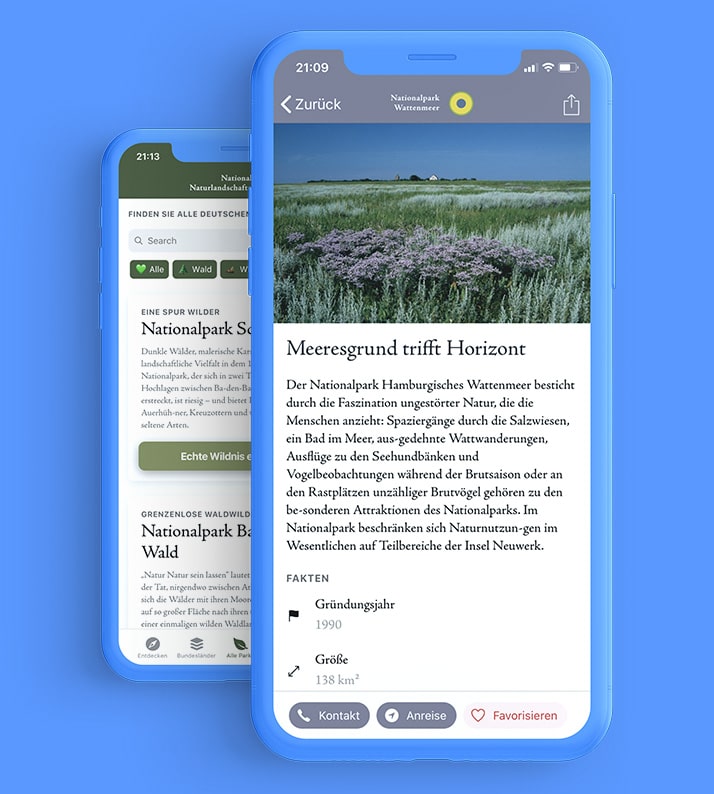 21:09
Zurück
Nationalpark
Wattenmeer
Meeresgrund trifft Horizont
Der Nationalpark Hamburgisches Wattenmeer besticht
durch die Faszination ungestörter Natur, die die
Menschen anzieht: Spaziergänge durch die Salzwiesen,
ein Bad im Meer, aus-gedehnte Wattwanderungen,
Ausflüge zu den Seehundbänken und
Vogelbeobachtungen während der Brutsaison oder an
den Rastplätzen unzähliger Brutvögel gehören zu den
be-sonderen Attraktionen des Nationalparks. Im
Nationalpark beschränken sich Naturnutzun-gen im
Wesentlichen auf Teilbereiche der Insel Neuwerk.
FAKTEN
Gründungsjahr
1990
Größe
138 km²
Kontakt
Anreise
Favorisieren
21:13
FINDEN SIE ALLE DEUTSCHEN
Search
Alle
Wald
EINE SPUR WILDER
Nationalpark
Dunkle Wälder, malerische
landschaftliche Vielfalt in dem
Nationalpark, der sich in zwei
Hochlagen zwischen Ba-den-Ba
erstreckt, ist riesig – und bietet
Auerhüh-ner, Kreuzottern und
seltene Arten.
Echte Wildnis
GRENZENLOSE WALDWILD
Nationalpark Ba
Wald
„Natur Natur sein lassen" lautet
der Tat, nirgendwo zwischen
sich die Wälder mit ihren
auf so großer Fläche nach ihren
einer einmaligen wilden
Entdecken
Bundesländer
Alle